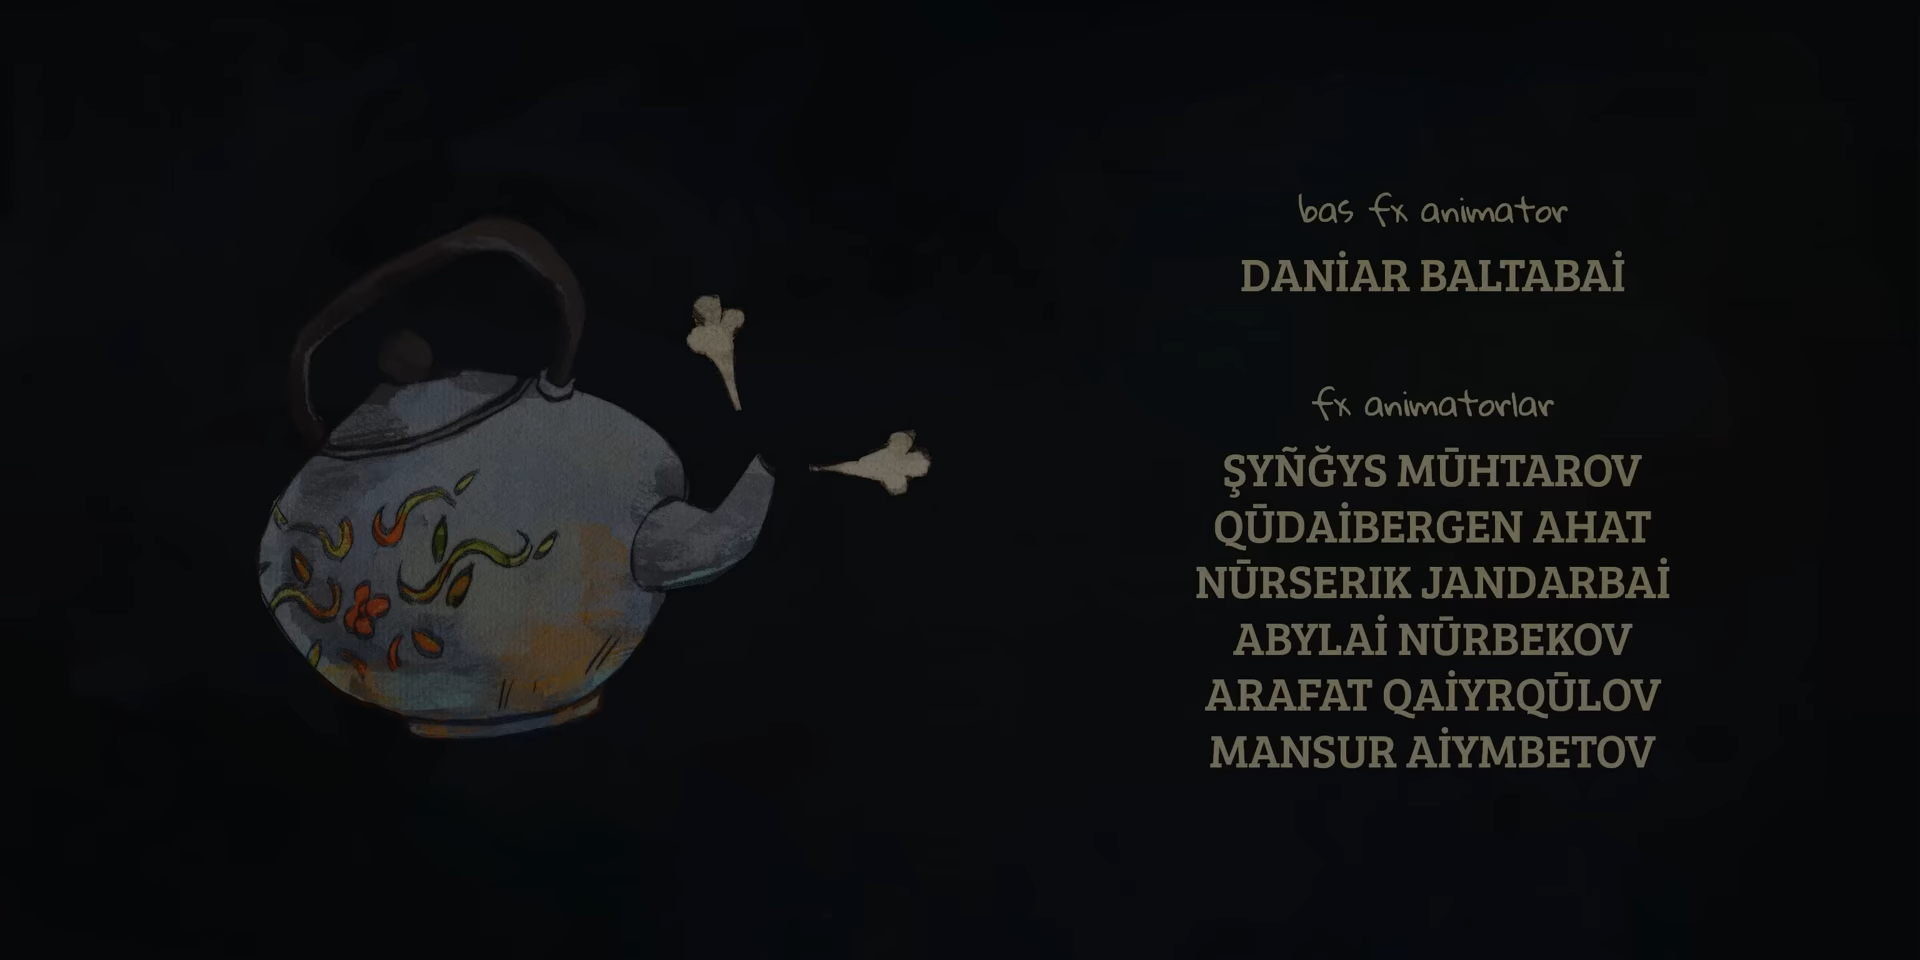 bas fx animator
DANİAR BALTABAİ
fx animatorlar
ŞYÑĞYS MŪHTAROV
QŪDAİBERGEN AHAT
NŪRSERIK JANDARBAİ
ABYLAİ NŪRBEKOV
ARAFAT QAİYRQŪLOV
MANSUR AİYMBETOV